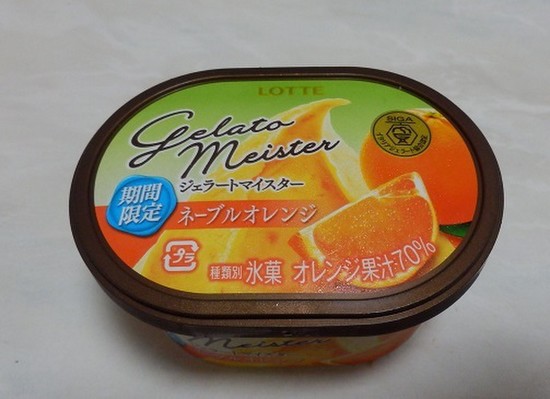 LOTTE
Gelato
Meister
ジェラートマイスター
期間
限定
ネーブルオレンジ
SIGA
プラ
種類別 氷菓 オレンジ果汁70%
Meister